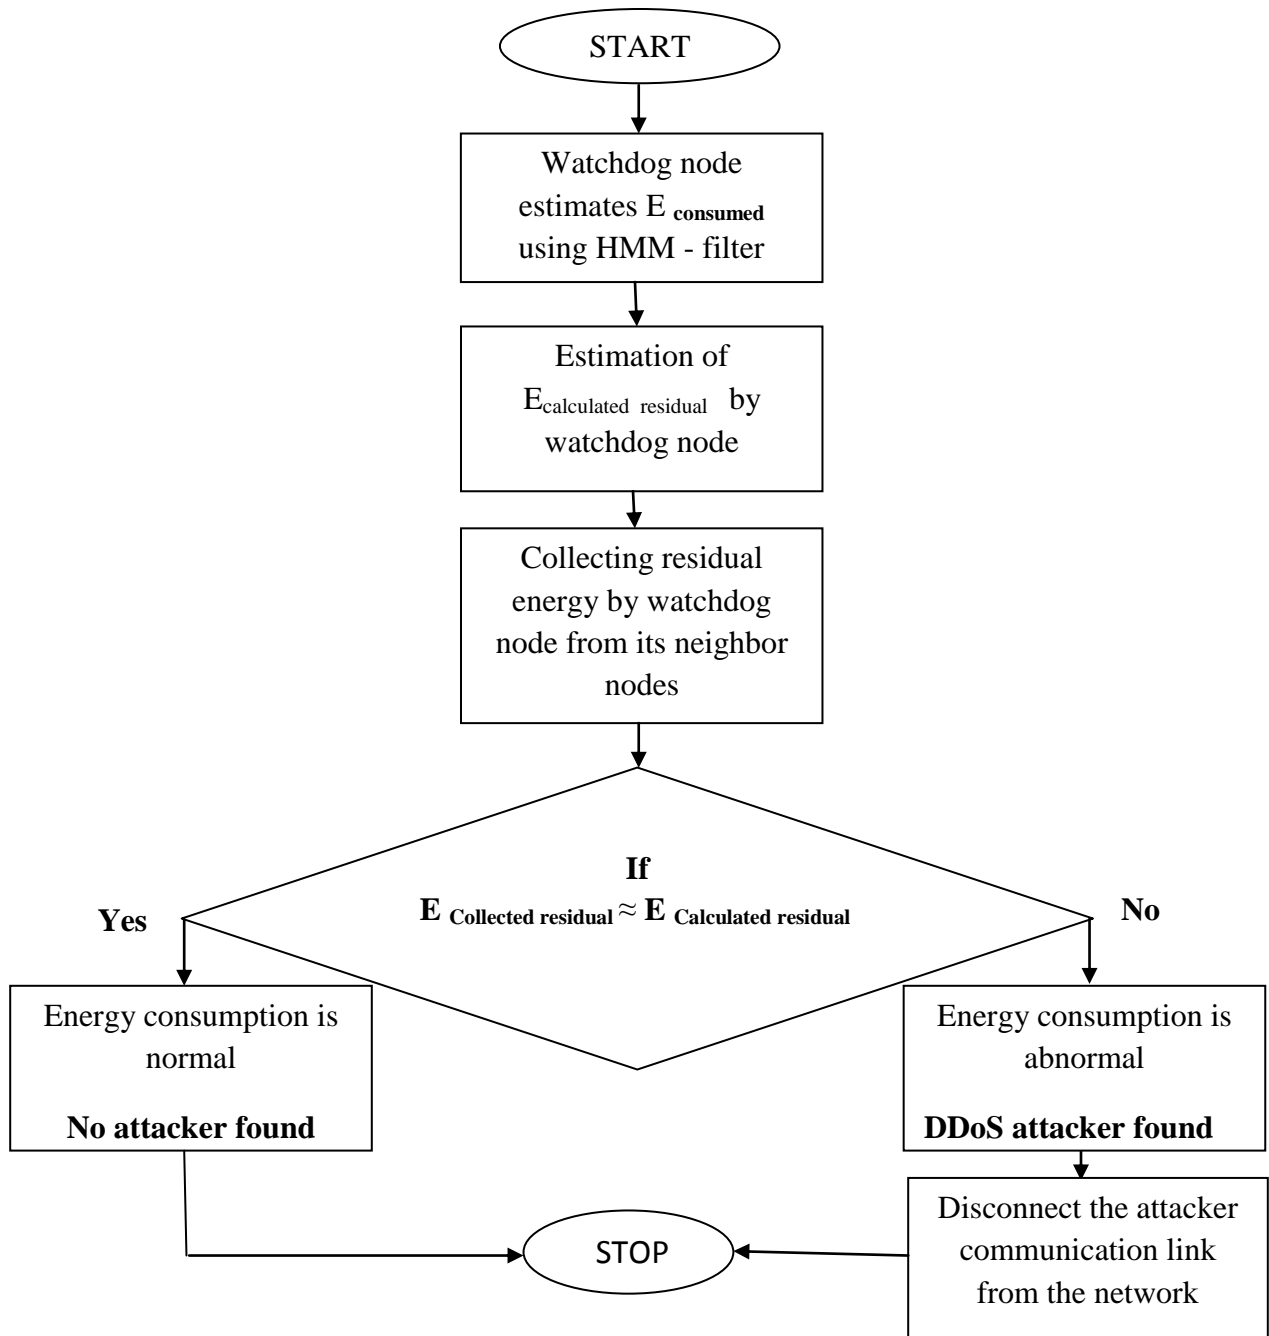 START
Watchdog node
estimates E consumed
using HMM - filter
Estimation of
Ecalculated residual by
watchdog node
Collecting residual
energy by watchdog
node from its neighbor
nodes
If
E Collected residual ≈ E Calculated residual
Yes
No
Energy consumption is
normal
No attacker found
Energy consumption is
abnormal
DDoS attacker found
Disconnect the attacker
communication link
from the network
STOP